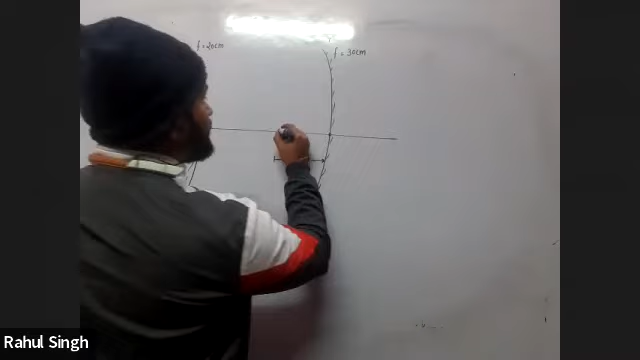 f = 20cm
f = 30cm
Rahul Singh